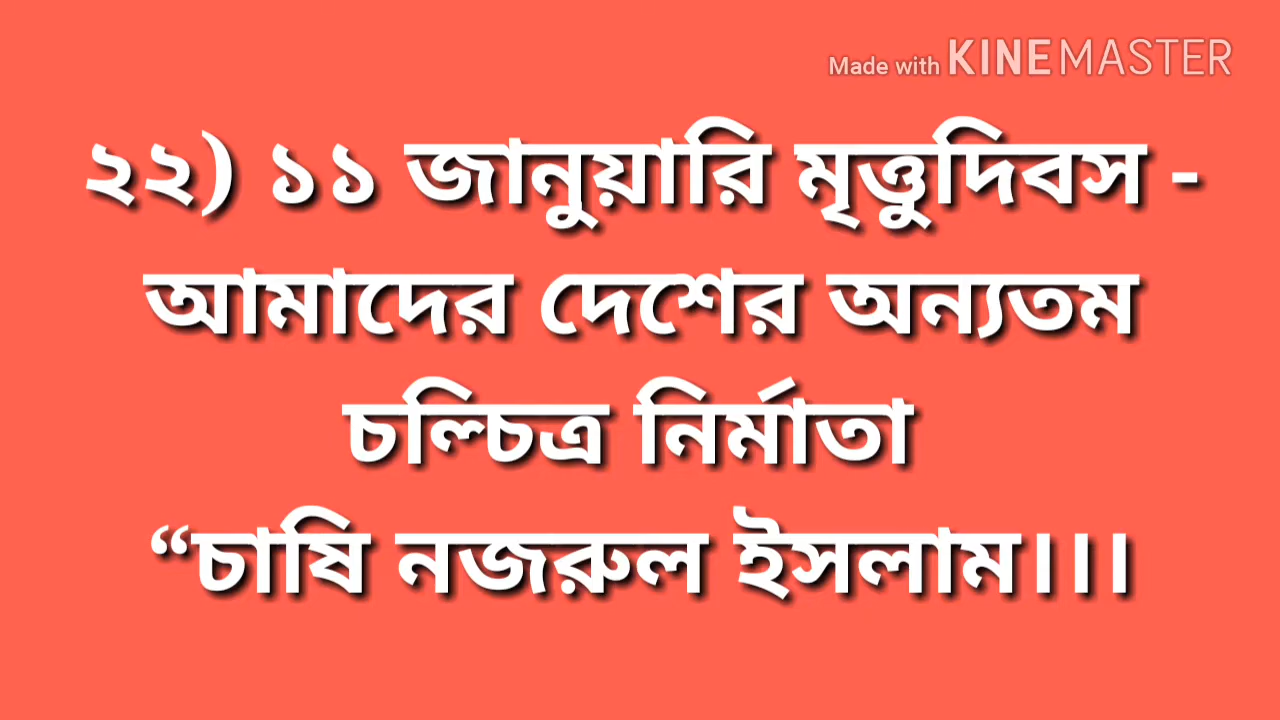 Made with KINEMASTER
২২) ১১ জানুয়ারি মৃত্তুদিবস -
আমাদের দেশের অন্যতম
চল্চিত্র নির্মাতা
“চাষি নজরুল ইসলাম।।।